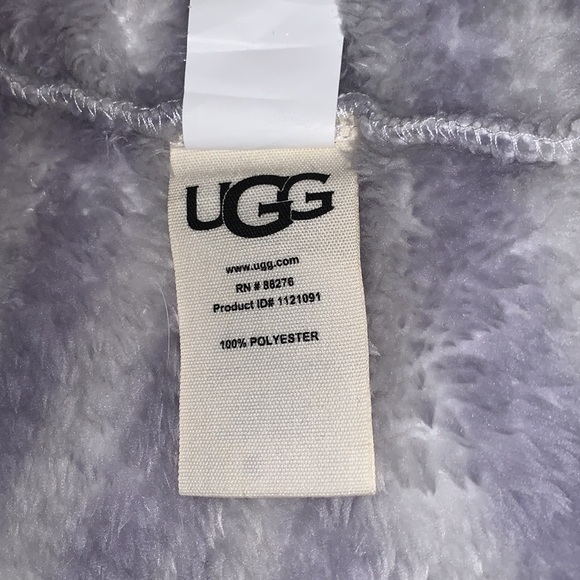 UGG
www.ugg.com
RN # 88276
Product ID# 1121091
100% POLYESTER